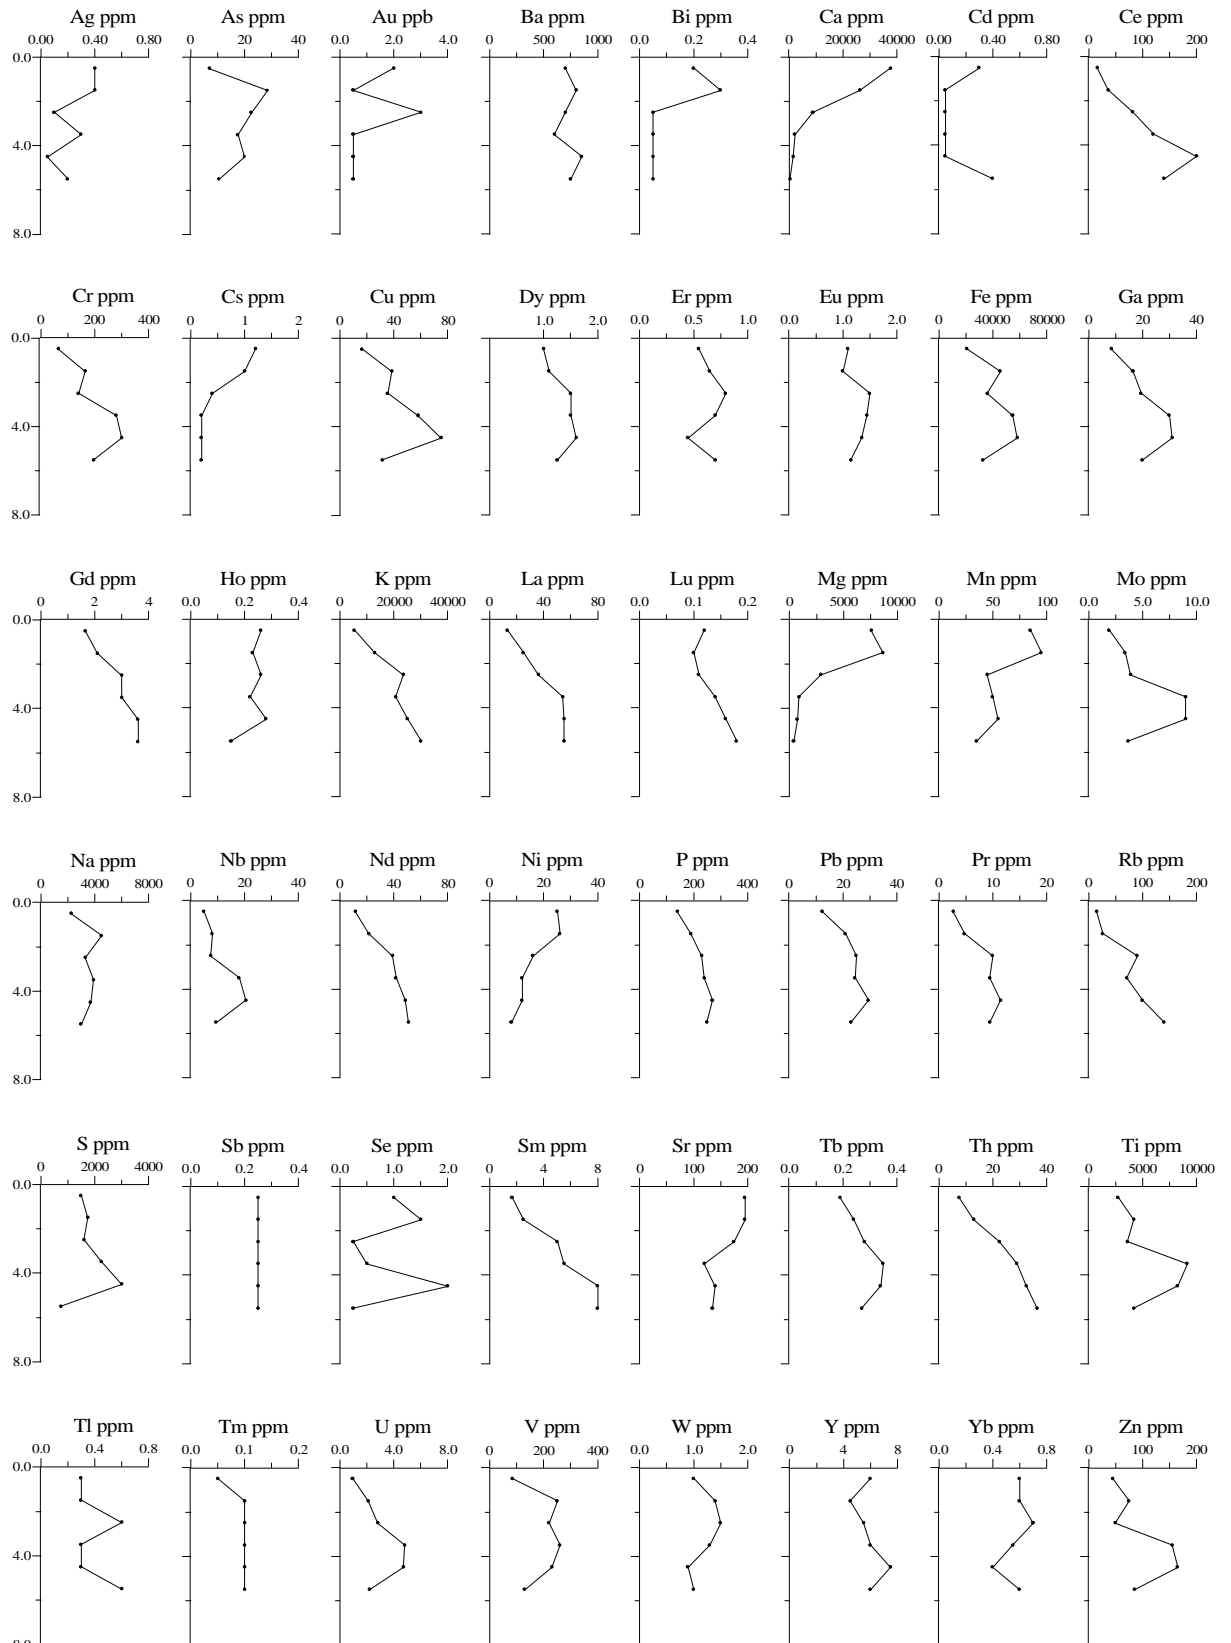 Ag ppm As ppm Au ppb Ba ppm Bi ppm Ca ppm Cd ppm Ce ppm
0.00 0.40 0.80 0 20 40 0.0 2.0 4.0 500 1000 0.0 0.2 0.4 0 20000 40000 0.00 0.40 0.80 0 100 200
0.0
4.0
8.0
Cr ppm Cs ppm Cu ppm Dy ppm Er ppm Eu ppm Fe ppm Ga ppm
0 200 400 0 1 2 0 40 80 1.0 2.0 0.0 0.5 1.0 0.0 1.0 2.0 0 40000 80000 0 20 40
0.0
4.0
8.0
Gd ppm Ho ppm K ppm La ppm Lu ppm Mg ppm Mn ppm Mo ppm
0 2 4 0.0 0.2 0.4 0 20000 40000 0 40 80 0.0 0.1 0.2 0 5000 10000 0 50 100 0.0 5.0 10.0
0.0
4.0
8.0
Na ppm Nb ppm Nd ppm Ni ppm P ppm Pb ppm Pr ppm Rb ppm
0 4000 8000 0 20 40 0 40 80 0 20 40 0 200 400 0 20 40 0 10 20 0 100 200
0.0
4.0
8.0
S ppm Sb ppm Se ppm Sm ppm Sr ppm Tb ppm Th ppm Ti ppm
0 2000 4000 0.0 0.2 0.4 0.0 1.0 2.0 0 4 8 0 100 200 0.0 0.2 0.4 0 20 40 0 5000 10000
0.0
4.0
8.0
Tl ppm Tm ppm U ppm V ppm W ppm Y ppm Yb ppm Zn ppm
0.0 0.4 0.8 0.0 0.1 0.2 0.0 4.0 8.0 0 200 400 0.0 1.0 2.0 0 4 8 0.0 0.4 0.8 0 100 200
0.0
4.0
8.0